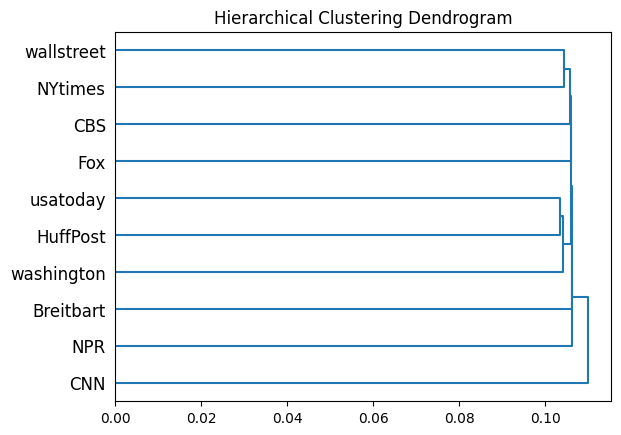 Hierarchical Clustering Dendrogram
wallstreet
NYtimes
CBS
Fox
usatoday
HuffPost
washington
Breitbart
NPR
CNN
0.00 0.02 0.04 0.06 0.08 0.10